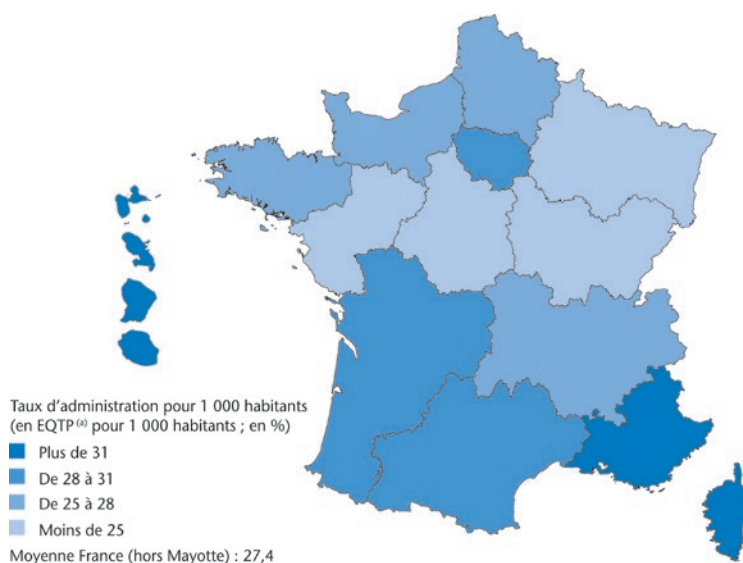 Taux d’administration pour 1 000 habitants
(en EQTP (a) pour 1 000 habitants ; en %)
Plus de 31
De 28 à 31
De 25 à 28
Moins de 25
Moyenne France (hors Mayotte) : 27,4